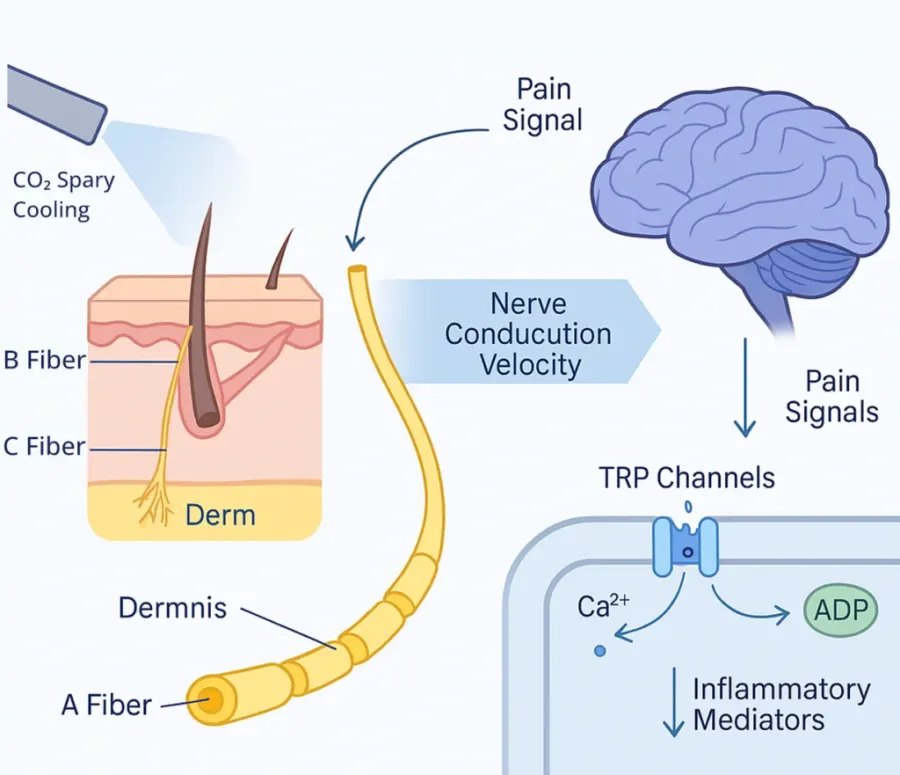 CO₂ Spary
Cooling
Pain
Signal
B Fiber
C Fiber
Derm
Nerve
Conducution
Velocity
Pain
Signals
TRP Channels
Dermnis
A Fiber
Ca²⁺
ADP
Inflammatory
Mediators